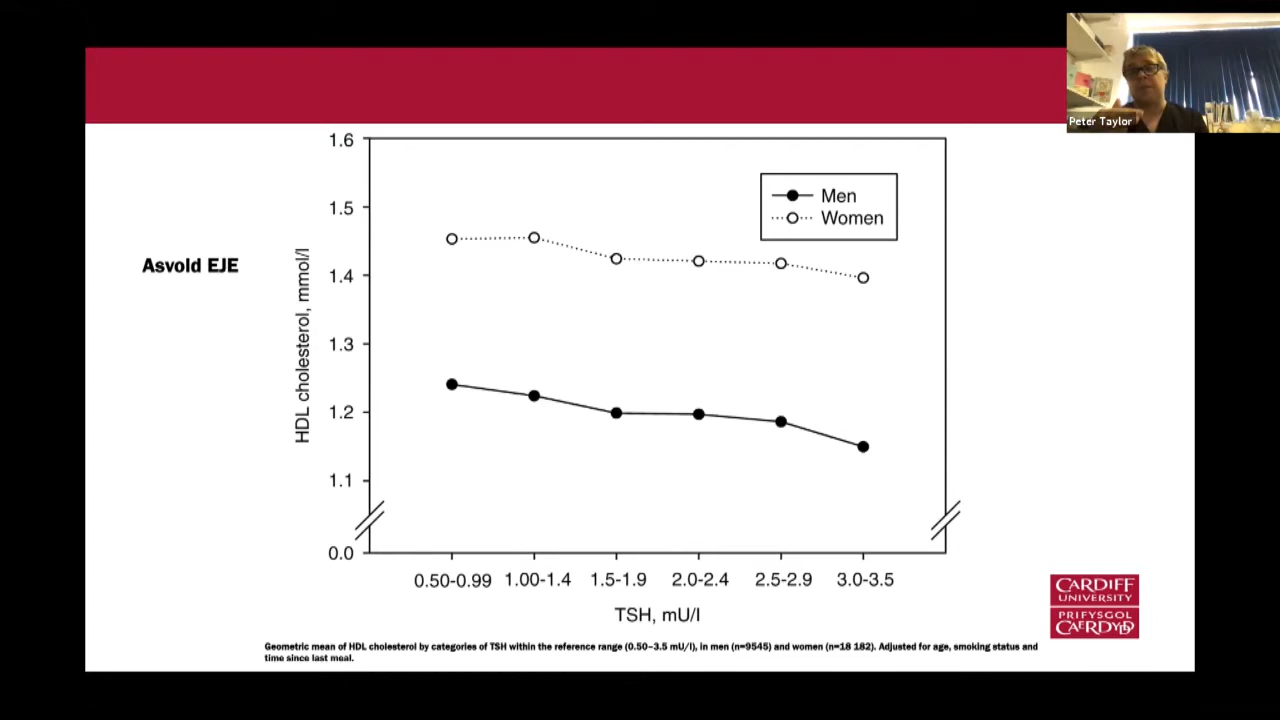 Peter Taylor
Asvold EJE
HDL cholesterol, mmol/l
1.6
1.5
1.4
1.3
1.2
1.1
0.0
Men
Women
0.50-0.99 1.00-1.4 1.5-1.9 2.0-2.4 2.5-2.9 3.0-3.5
TSH, mU/l
CARDIFF
UNIVERSITY
PRIFYSGOL
CAERDYDD
Geometric mean of HDL cholesterol by categories of TSH within the reference range (0.50–3.5 mU/l), in men (n=9545) and women (n=18 182). Adjusted for age, smoking status and
time since last meal.